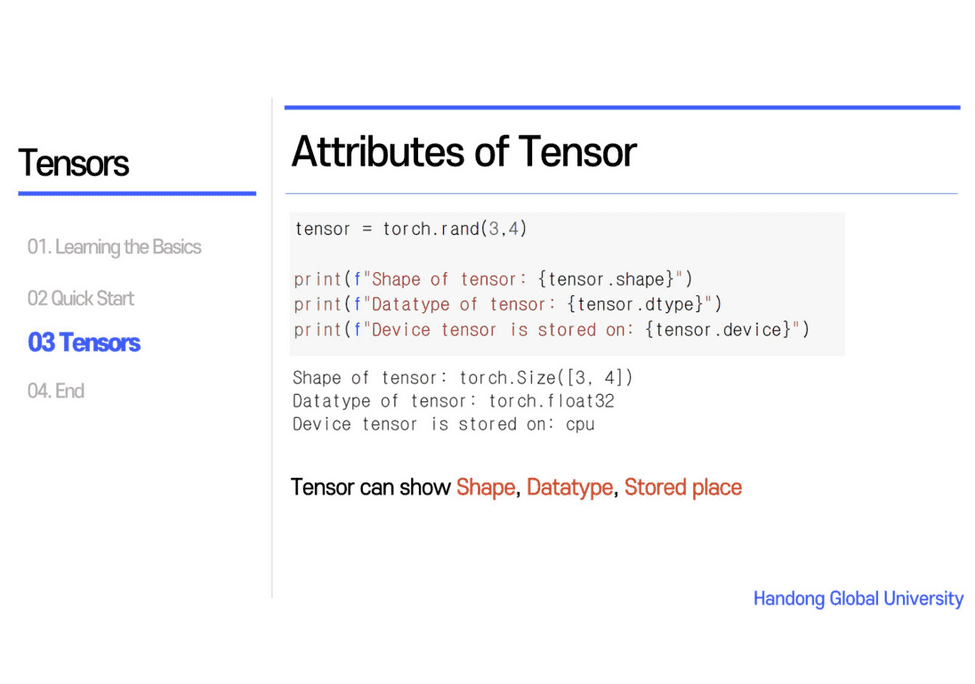 Tensors
01. Learning the Basics
02 Quick Start
03 Tensors
04. End
Attributes of Tensor
tensor = torch.rand(3,4)
print(f"Shape of tensor: {tensor.shape}")
print(f"Datatype of tensor: {tensor.dtype}")
print(f"Device tensor is stored on: {tensor.device}")
Shape of tensor: torch.Size([3, 4])
Datatype of tensor: torch.float32
Device tensor is stored on: cpu
Tensor can show Shape, Datatype, Stored place
Handong Global University